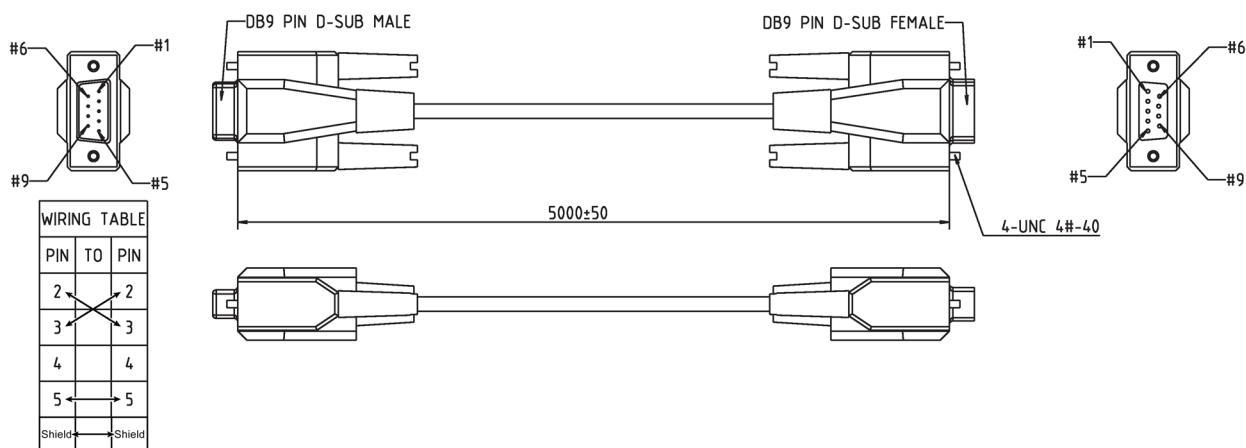 DB9 PIN D-SUB MALE
DB9 PIN D-SUB FEMALE
#6
#1
#9
#5
#1
#6
#5
#9
5000±50
4-UNC 4#-40
WIRING TABLE
PIN TO PIN
2 2
3 3
4 4
5 5
Shield Shield